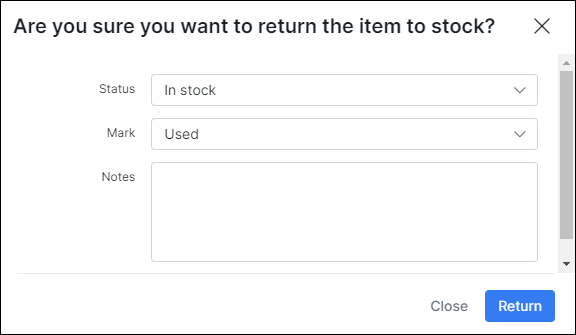 Are you sure you want to return the item to stock?
Status
In stock
Mark
Used
Notes
Close
Return